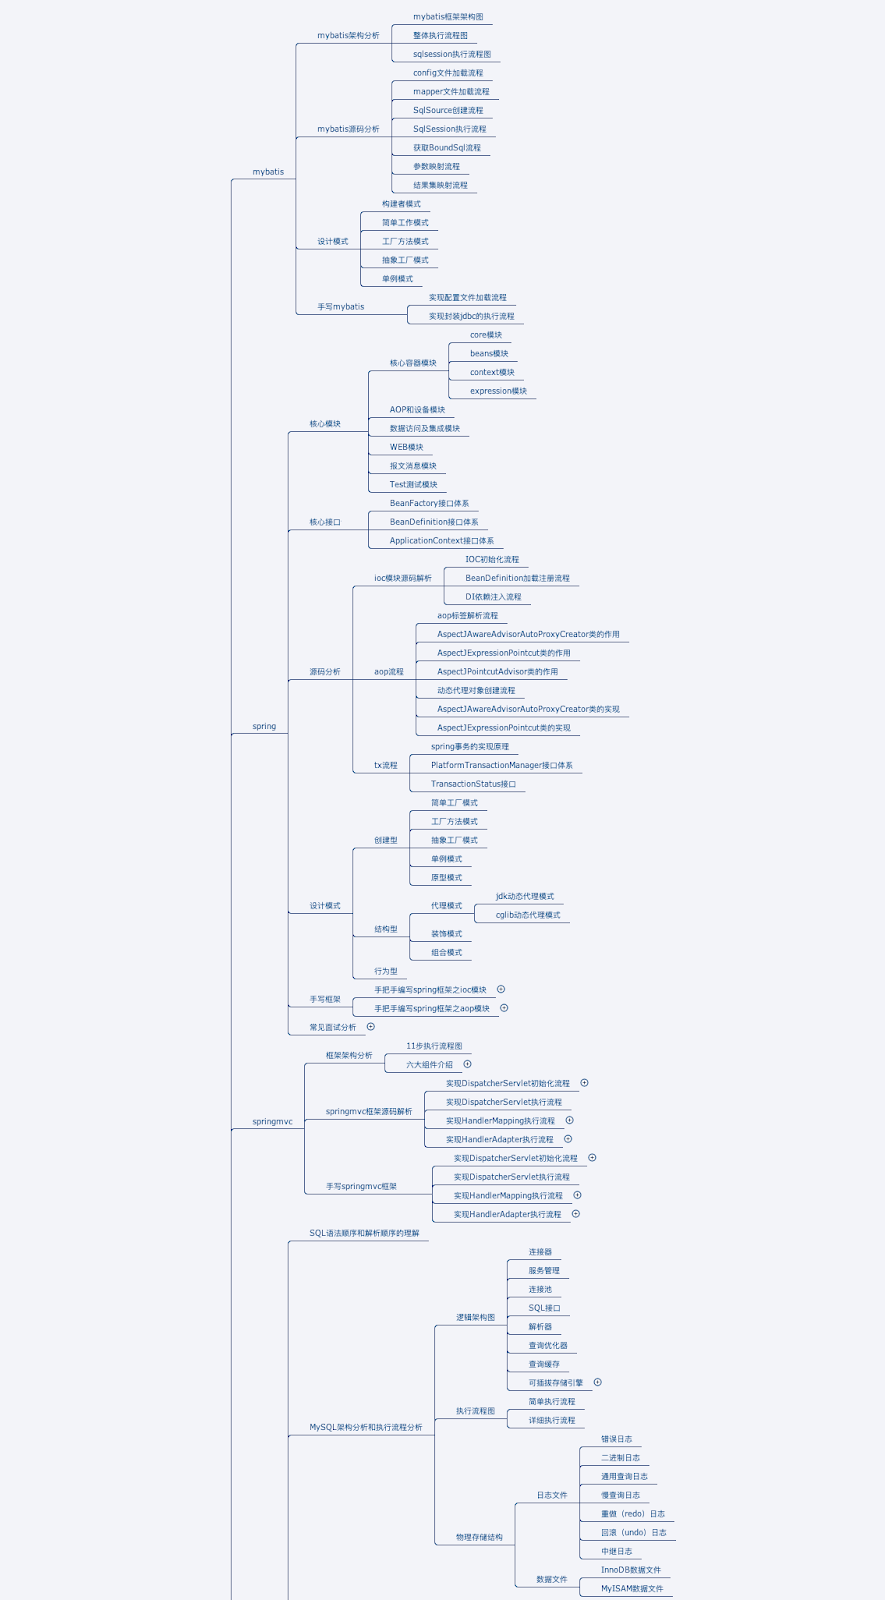 mybatis
mybatis架构分析
mybatis框架架构图
整体执行流程图
sqlsession执行流程图
mybatis源码分析
config文件加载流程
mapper文件加载流程
SqlSource创建流程
SqlSession执行流程
获取BoundSql流程
参数映射流程
结果集映射流程
设计模式
构建者模式
简单工作模式
工厂方法模式
抽象工厂模式
单例模式
手写mybatis
实现配置文件加载流程
实现封装jdbc的执行流程
spring
核心模块
核心容器模块
core模块
beans模块
context模块
expression模块
AOP和设备模块
数据访问及集成模块
WEB模块
报文消息模块
Test测试模块
核心接口
BeanFactory接口体系
BeanDefinition接口体系
ApplicationContext接口体系
源码分析
ioc模块源码解析
IOC初始化流程
BeanDefinition加载注册流程
DI依赖注入流程
aop流程
aop标签解析流程
AspectJAwareAdvisorAutoProxyCreator类的作用
AspectJExpressionPointcut类的作用
AspectJPointcutAdvisor类的作用
动态代理对象创建流程
AspectJAwareAdvisorAutoProxyCreator类的实现
AspectJExpressionPointcut类的实现
tx流程
spring事务的实现原理
PlatformTransactionManager接口体系
TransactionStatus接口
设计模式
创建型
简单工厂模式
工厂方法模式
抽象工厂模式
单例模式
原型模式
结构型
代理模式
jdk动态代理模式
cglib动态代理模式
装饰模式
组合模式
行为型
手写框架
手把手编写spring框架之ioc模块
手把手编写spring框架之aop模块
常见面试分析
springmvc
框架架构分析
11步执行流程图
六大组件介绍
springmvc框架源码解析
实现DispatcherServlet初始化流程
实现DispatcherServlet执行流程
实现HandlerMapping执行流程
实现HandlerAdapter执行流程
手写springmvc框架
实现DispatcherServlet初始化流程
实现DispatcherServlet执行流程
实现HandlerMapping执行流程
实现HandlerAdapter执行流程
SQL语法顺序和解析顺序的理解
MySQL架构分析和执行流程分析
逻辑架构图
连接器
服务管理
连接池
SQL接口
解析器
查询优化器
查询缓存
可插拔存储引擎
执行流程图
简单执行流程
详细执行流程
物理存储结构
日志文件
错误日志
二进制日志
通用查询日志
慢查询日志
重做（redo）日志
回滚（undo）日志
中继日志
数据文件
InnoDB数据文件
MyISAM数据文件